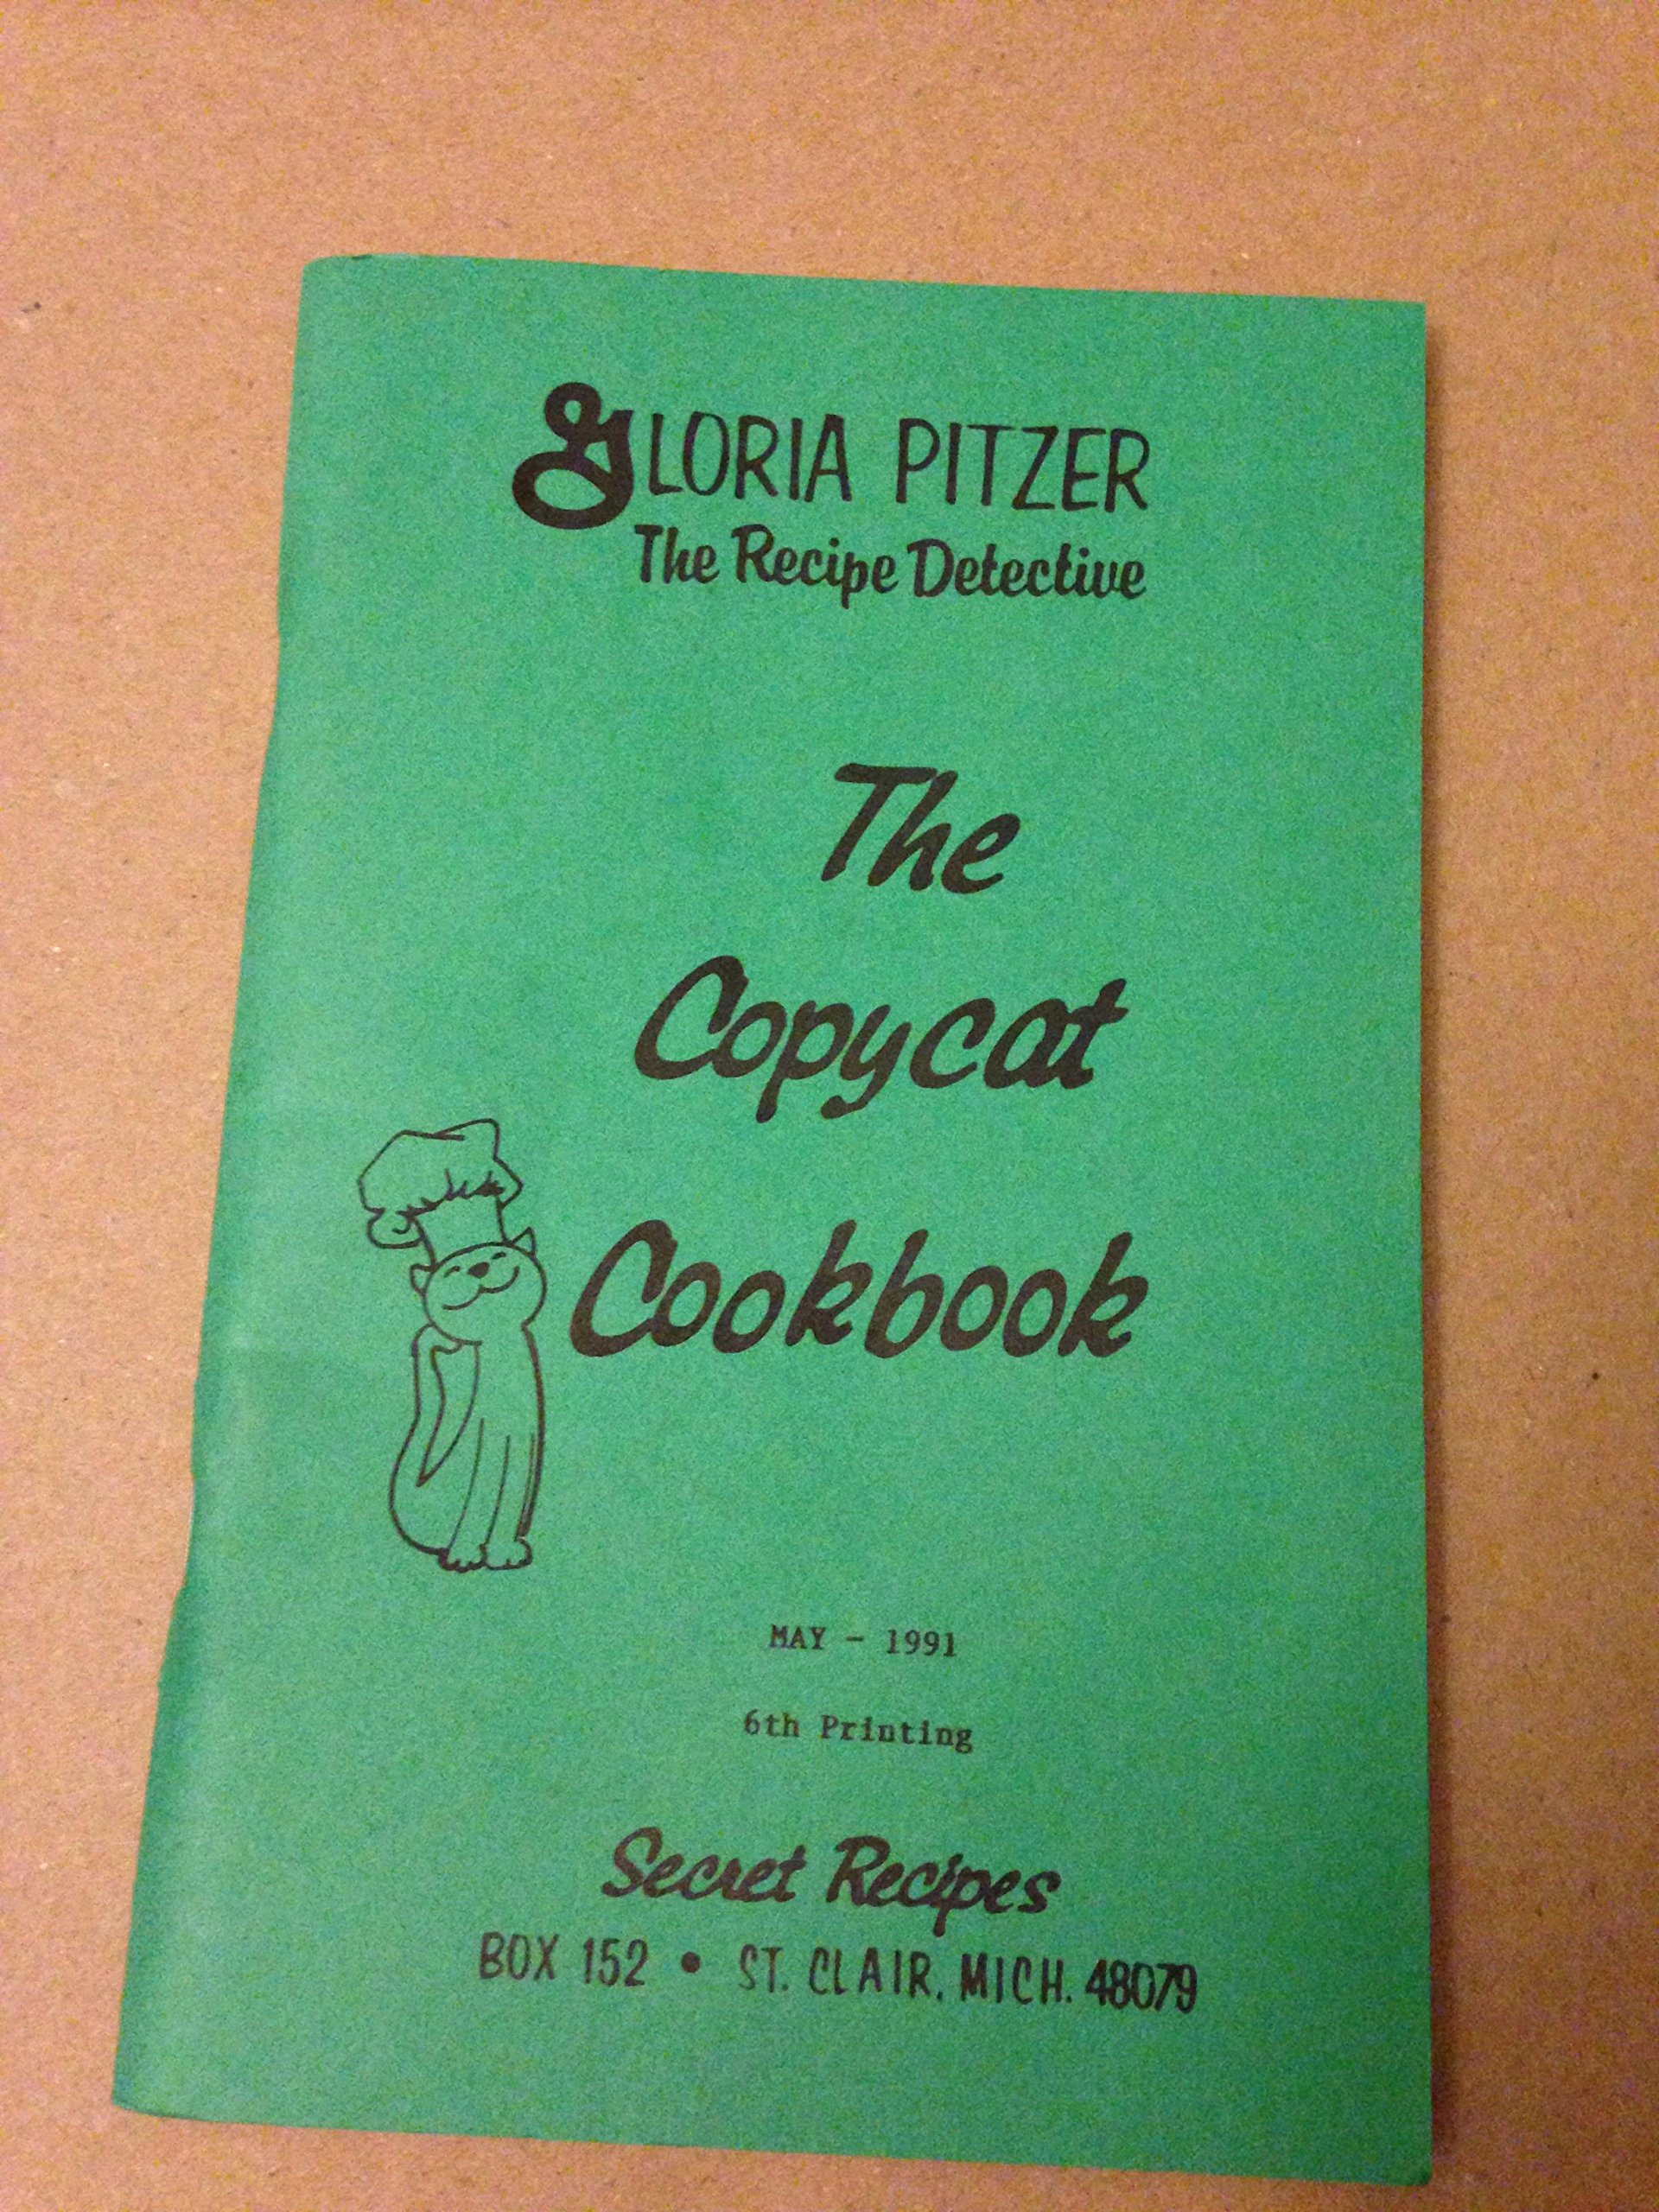 GLORIA PITZER
The Recipe Detective
The
Copycat
Cookbook
MAY - 1991
6th Printing
Secret Recipes
BOX 152 • ST. CLAIR, MICH. 48079